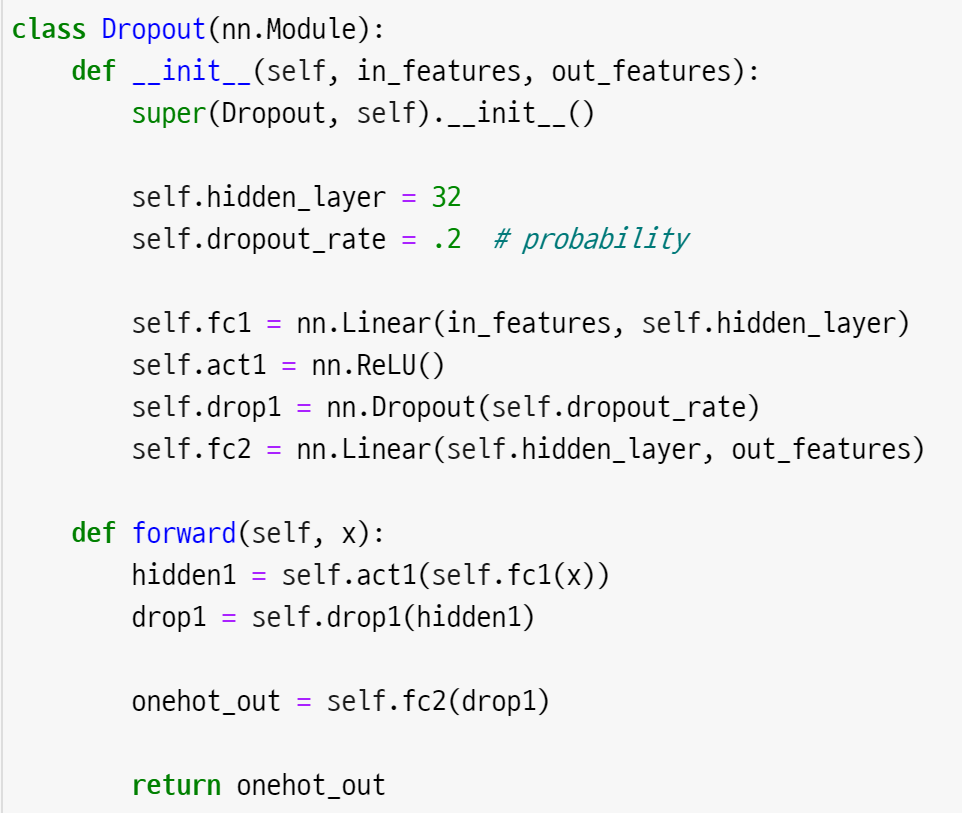 class Dropout(nn.Module):
    def __init__(self, in_features, out_features):
        super(Dropout, self).__init__()

        self.hidden_layer = 32
        self.dropout_rate = .2  # probability

        self.fc1 = nn.Linear(in_features, self.hidden_layer)
        self.act1 = nn.ReLU()
        self.drop1 = nn.Dropout(self.dropout_rate)
        self.fc2 = nn.Linear(self.hidden_layer, out_features)

    def forward(self, x):
        hidden1 = self.act1(self.fc1(x))
        drop1 = self.drop1(hidden1)

        onehot_out = self.fc2(drop1)

        return onehot_out